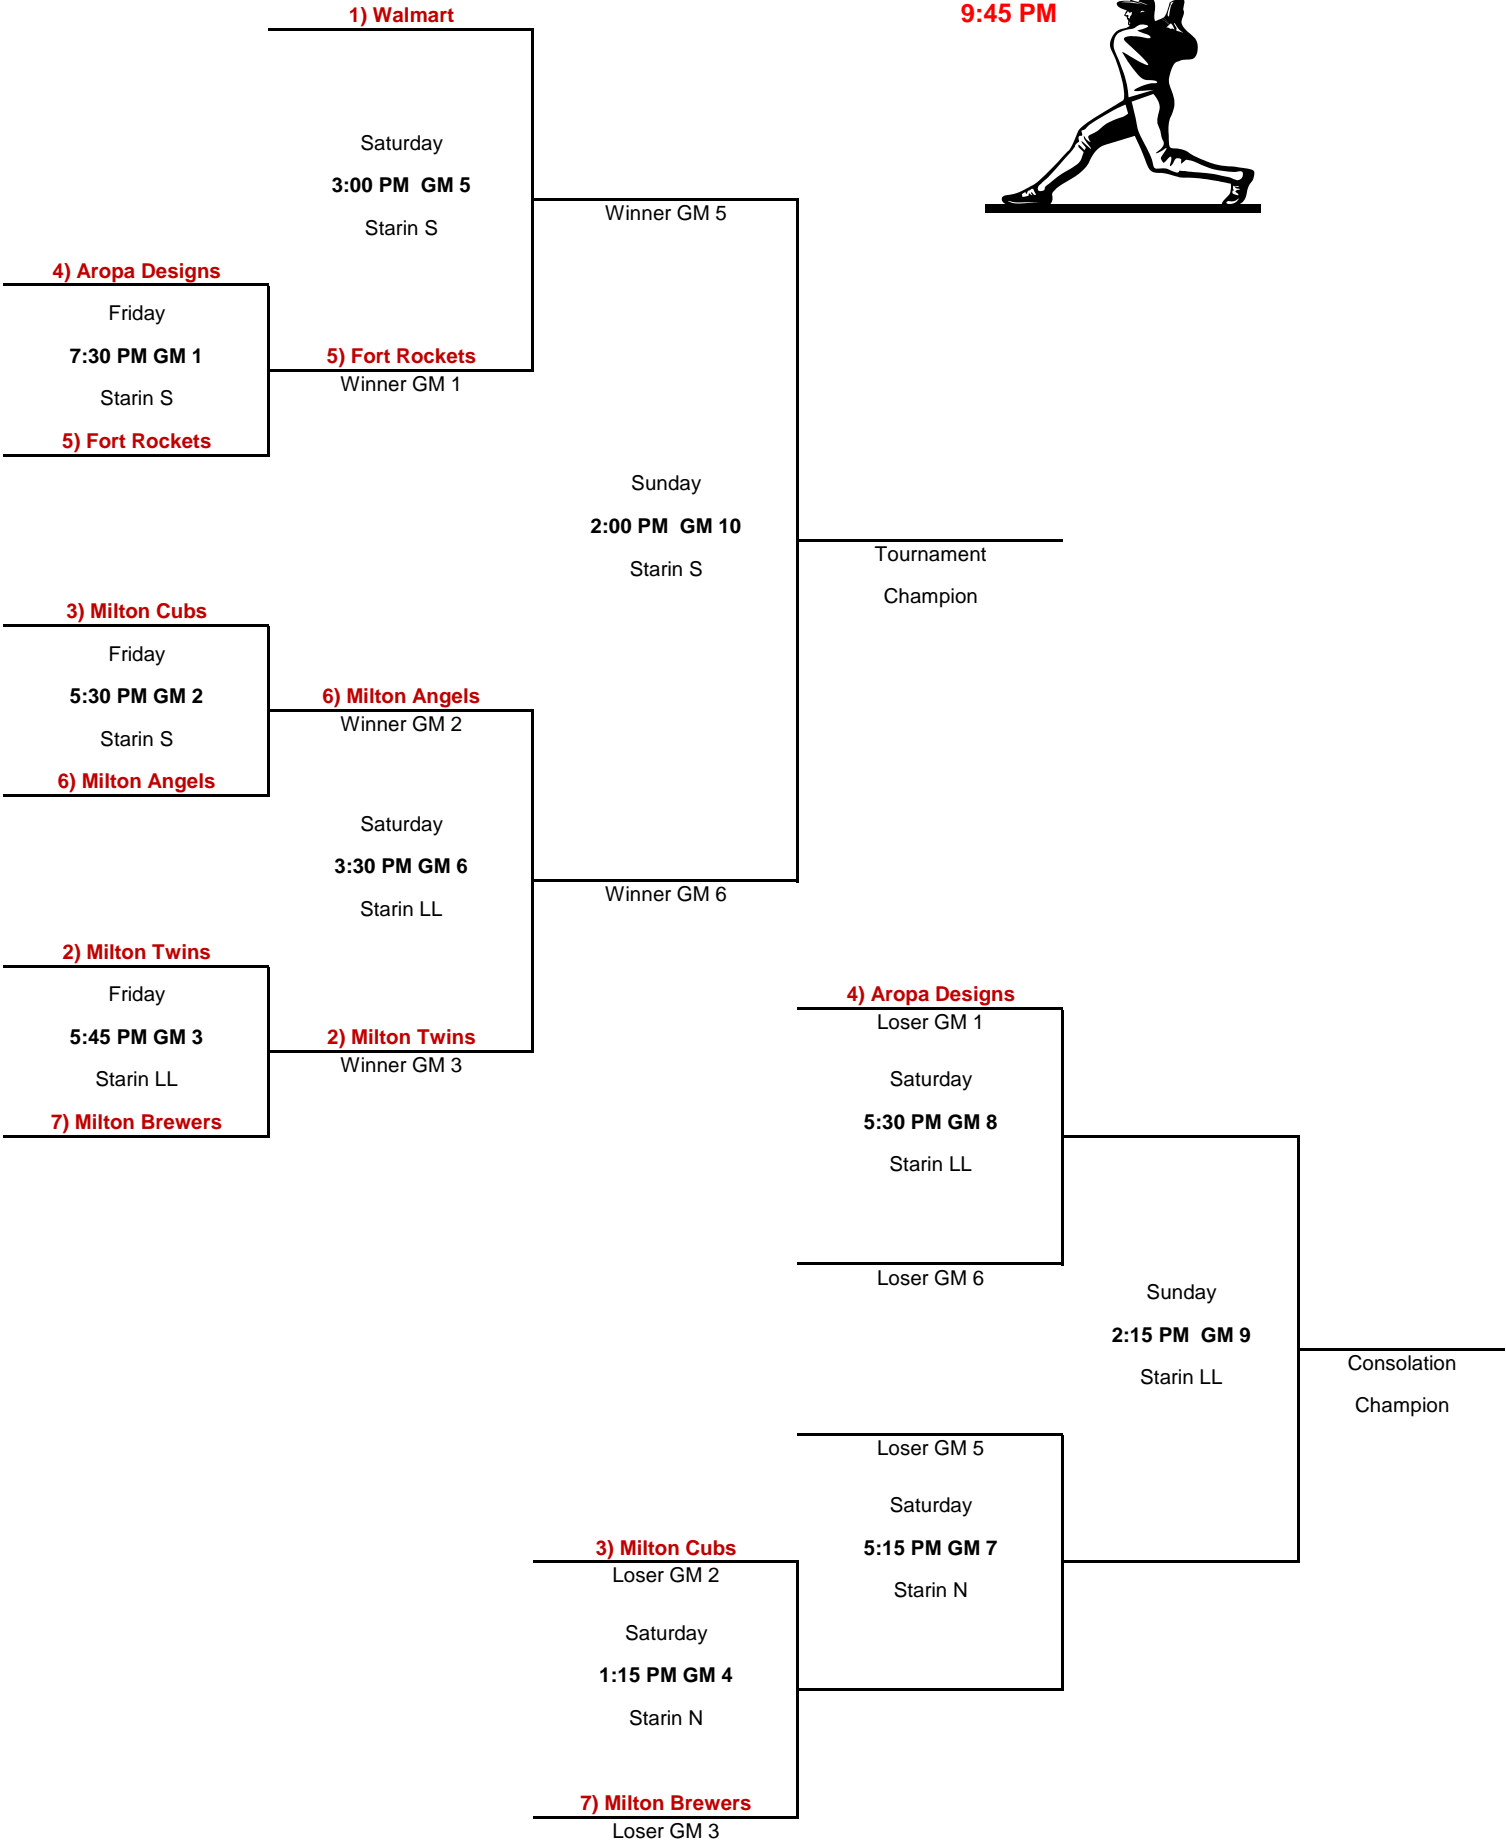 1) Walmart
9:45 PM
Saturday
3:00 PM  GM 5
Starin S
Winner GM 5
4) Aropa Designs
Friday
7:30 PM GM 1
Starin S
5) Fort Rockets
5) Fort Rockets
Winner GM 1
Sunday
2:00 PM  GM 10
Starin S
Tournament
Champion
3) Milton Cubs
Friday
5:30 PM GM 2
Starin S
6) Milton Angels
6) Milton Angels
Winner GM 2
Saturday
3:30 PM GM 6
Starin LL
Winner GM 6
2) Milton Twins
Friday
5:45 PM GM 3
Starin LL
7) Milton Brewers
2) Milton Twins
Winner GM 3
4) Aropa Designs
Loser GM 1
Saturday
5:30 PM GM 8
Starin LL
Loser GM 6
Sunday
2:15 PM  GM 9
Starin LL
Consolation
Champion
Loser GM 5
Saturday
5:15 PM GM 7
Starin N
3) Milton Cubs
Loser GM 2
Saturday
1:15 PM GM 4
Starin N
7) Milton Brewers
Loser GM 3